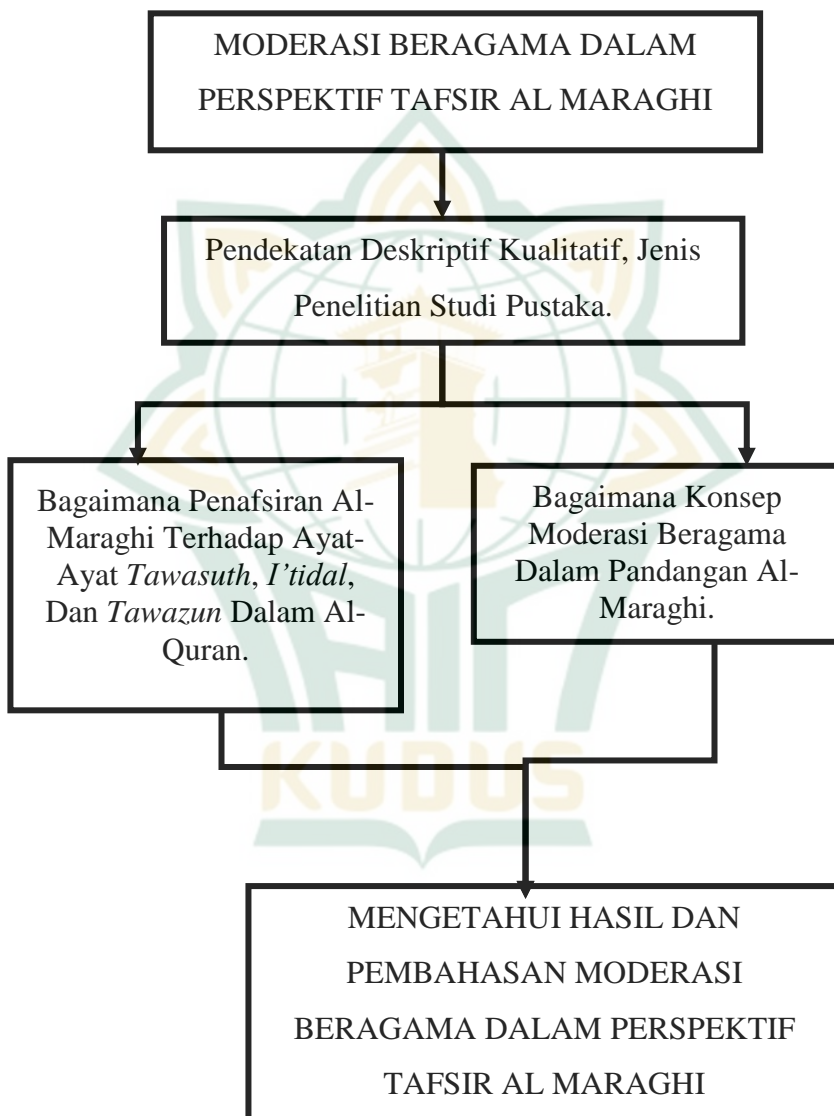 MODERASI BERAGAMA DALAM
PERSPEKTIF TAFSIR AL MARAGHI
Pendekatan Deskriptif Kualitatif, Jenis
Penelitian Studi Pustaka.
Bagaimana Penafsiran Al-
Maraghi Terhadap Ayat-
Ayat Tawasuth, I'tidal,
Dan Tawazun Dalam Al-
Quran.
Bagaimana Konsep
Moderasi Beragama
Dalam Pandangan Al-
Maraghi.
IAIN
KUDUS
MENGETAHUI HASIL DAN
PEMBAHASAN MODERASI
BERAGAMA DALAM PERSPEKTIF
TAFSIR AL MARAGHI